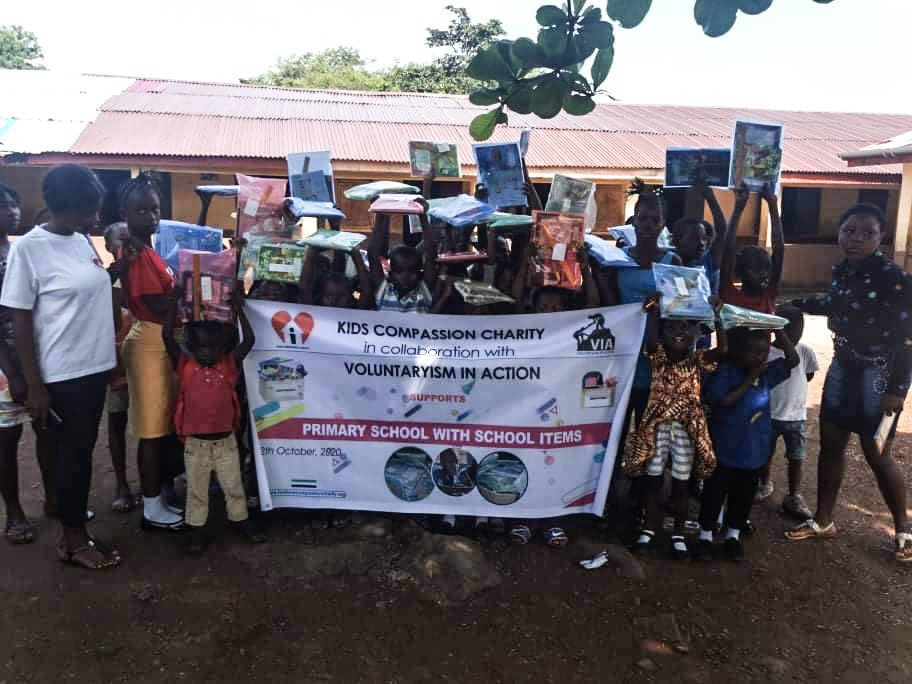 KIDS COMPASSION CHARITY
in collaboration with
VOLUNTARYISM IN ACTION
VIA
SUPPORTS
PRIMARY SCHOOL WITH SCHOOL ITEMS
October, 2020